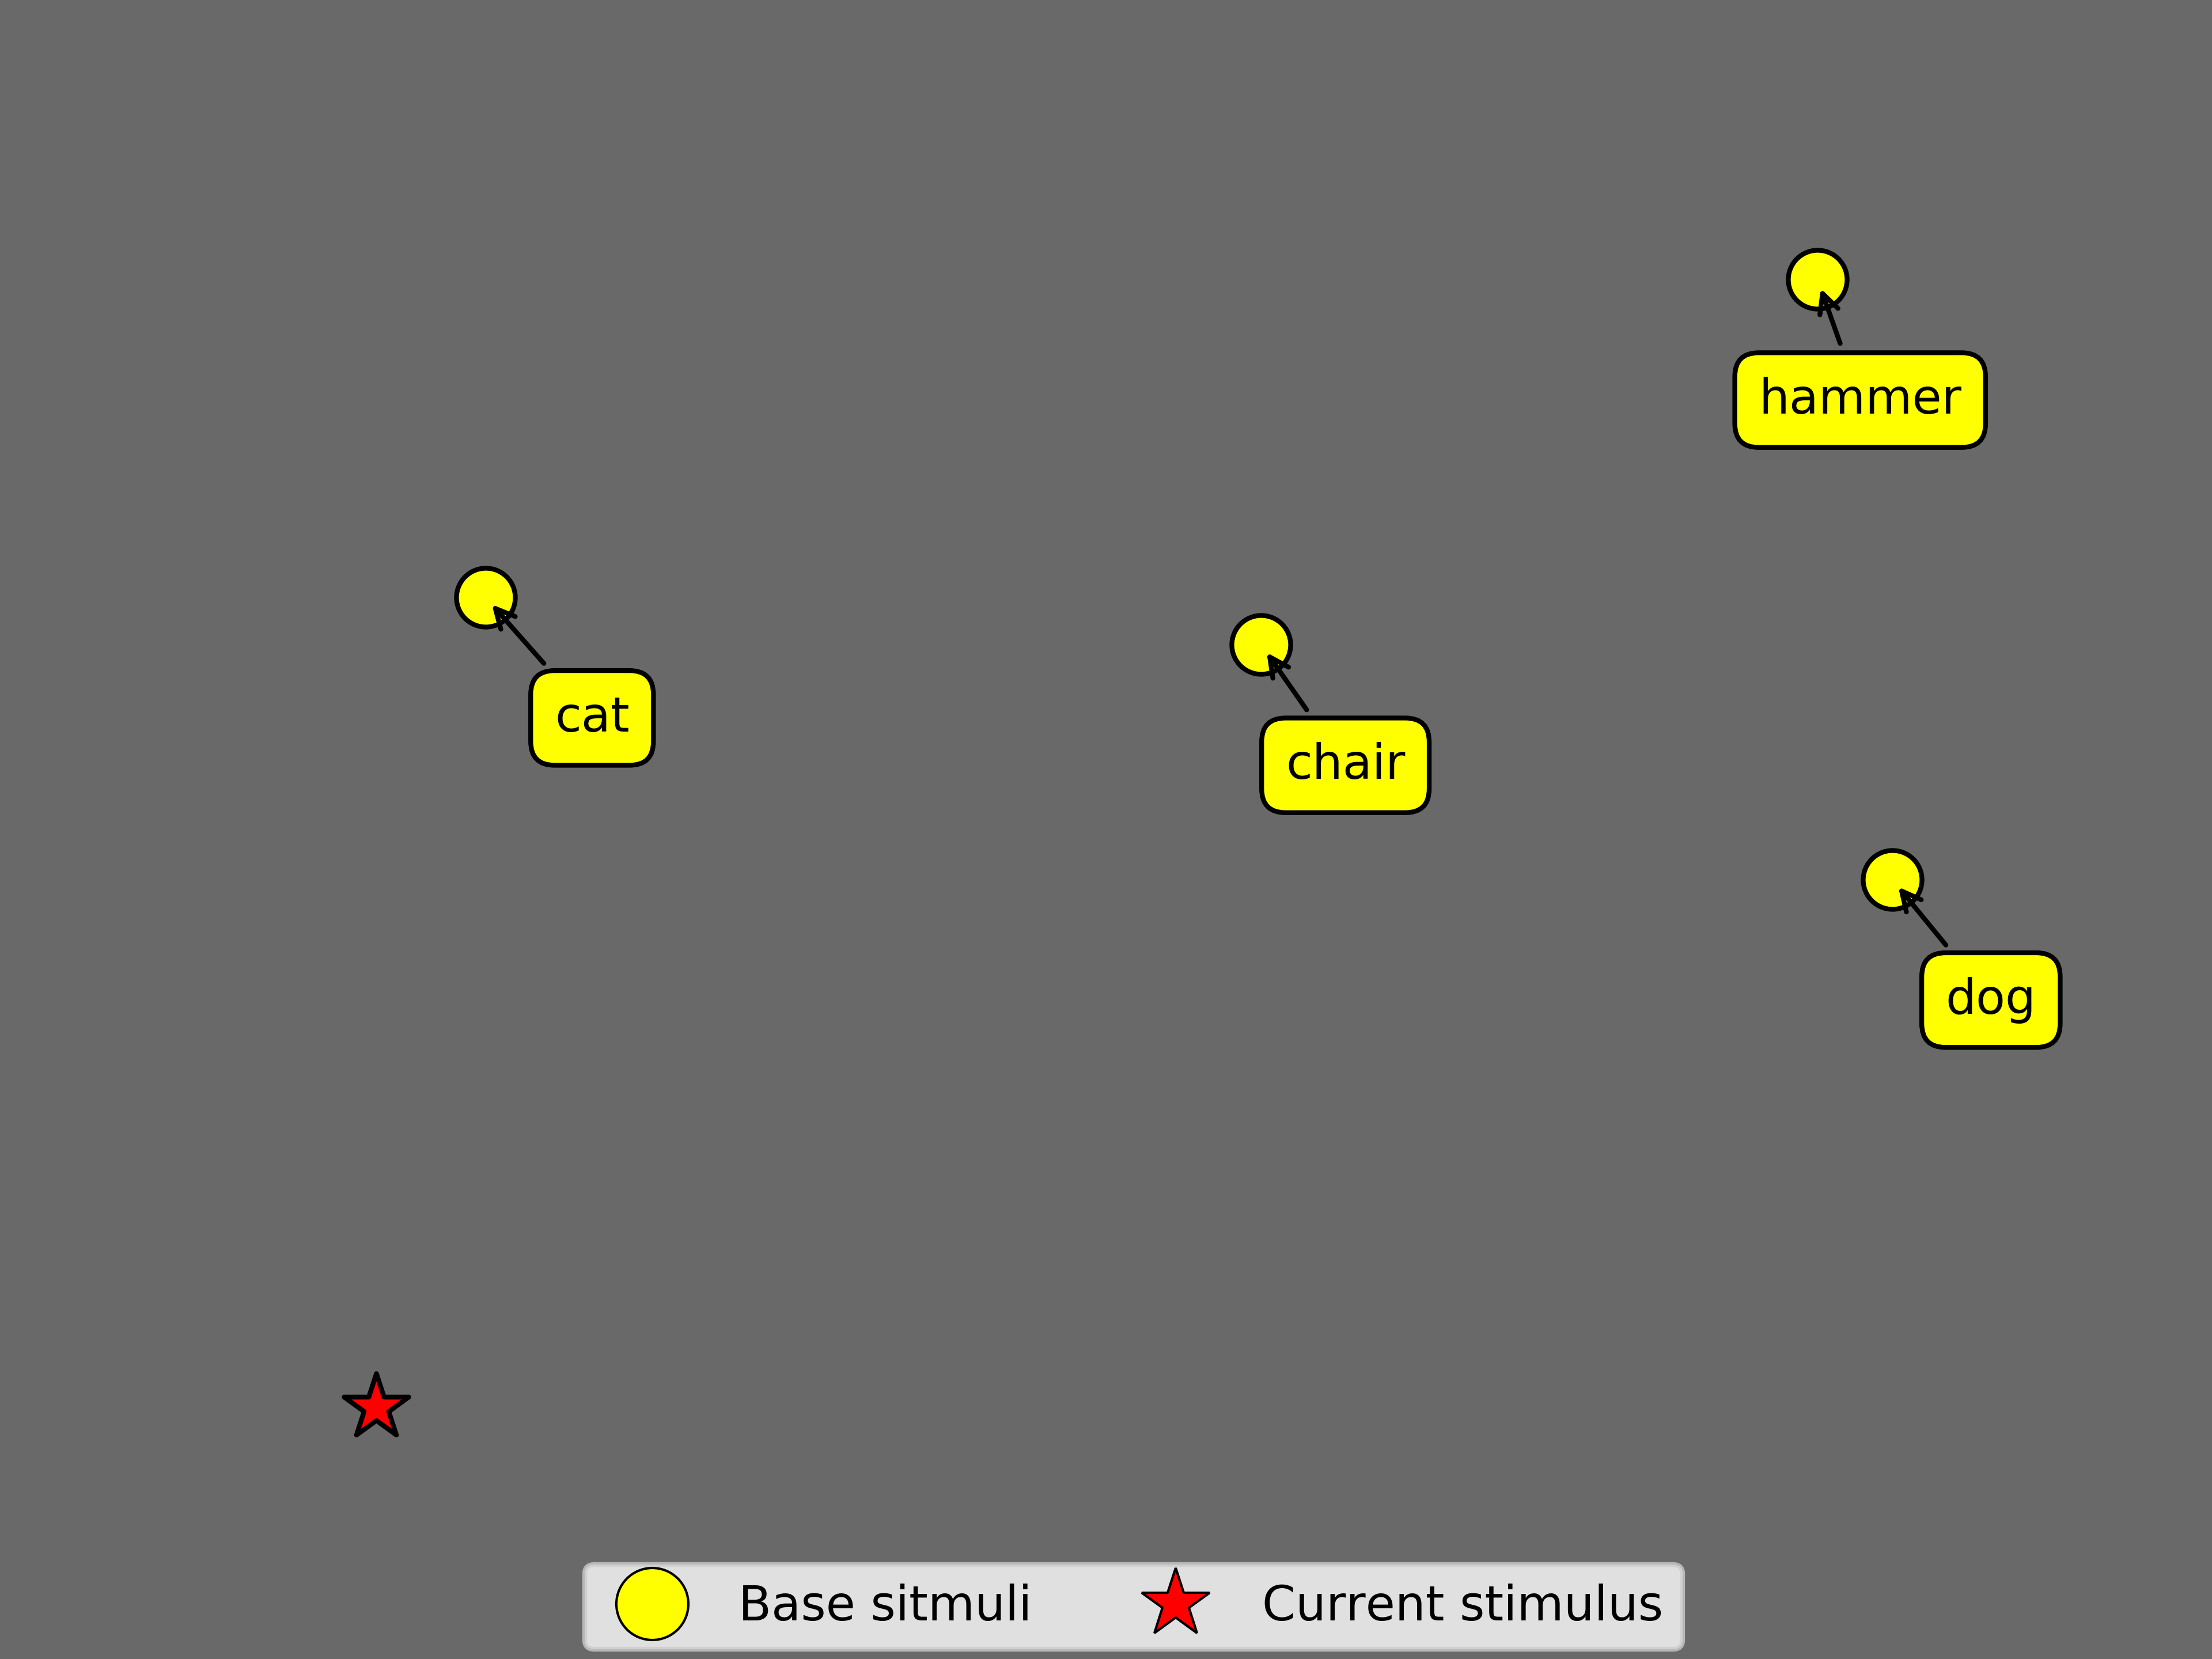 hammer
cat
chair
dog
Base sitmuli
Current stimulus